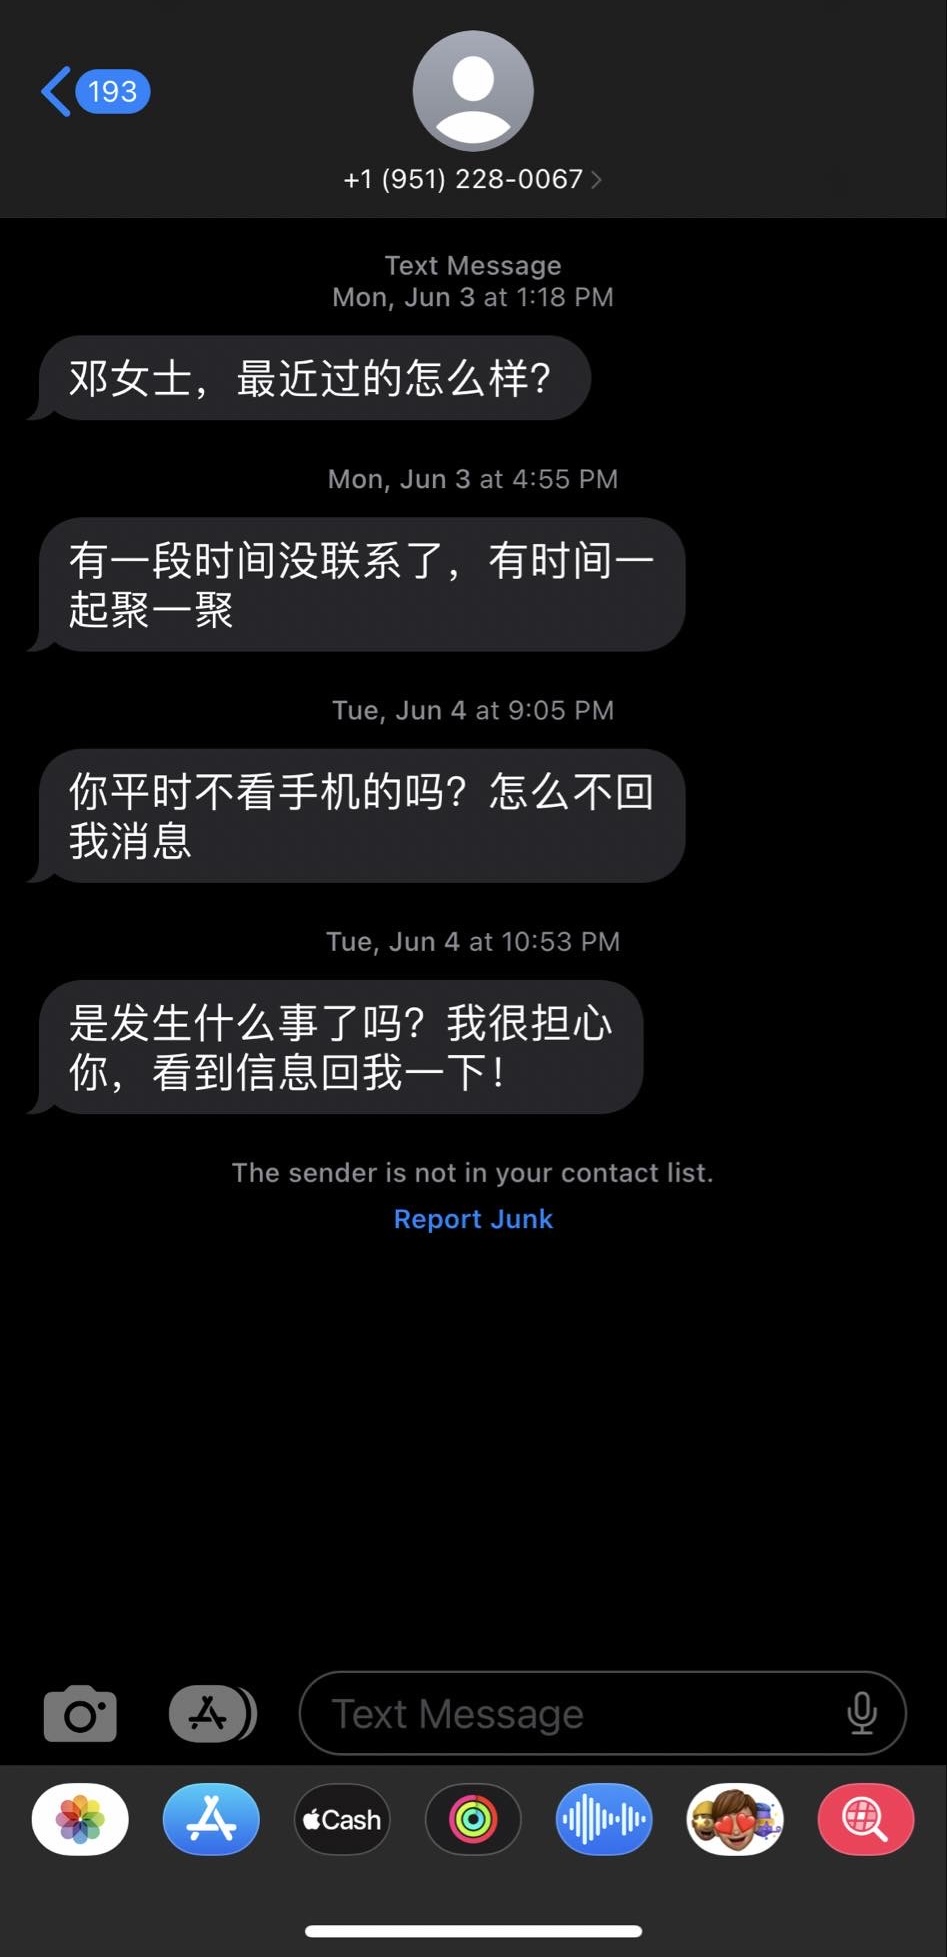 193
+1 (951) 228-0067
Text Message
Mon, Jun 3 at 1:18 PM
邓女士，最近过的怎么样？
Mon, Jun 3 at 4:55 PM
有一段时间没联系了，有时间一
起聚一聚
Tue, Jun 4 at 9:05 PM
你平时不看手机的吗？怎么不回
我消息
Tue, Jun 4 at 10:53 PM
是发生什么事了吗？我很担心
你，看到信息回我一下！
The sender is not in your contact list.
Report Junk
Text Message
Cash